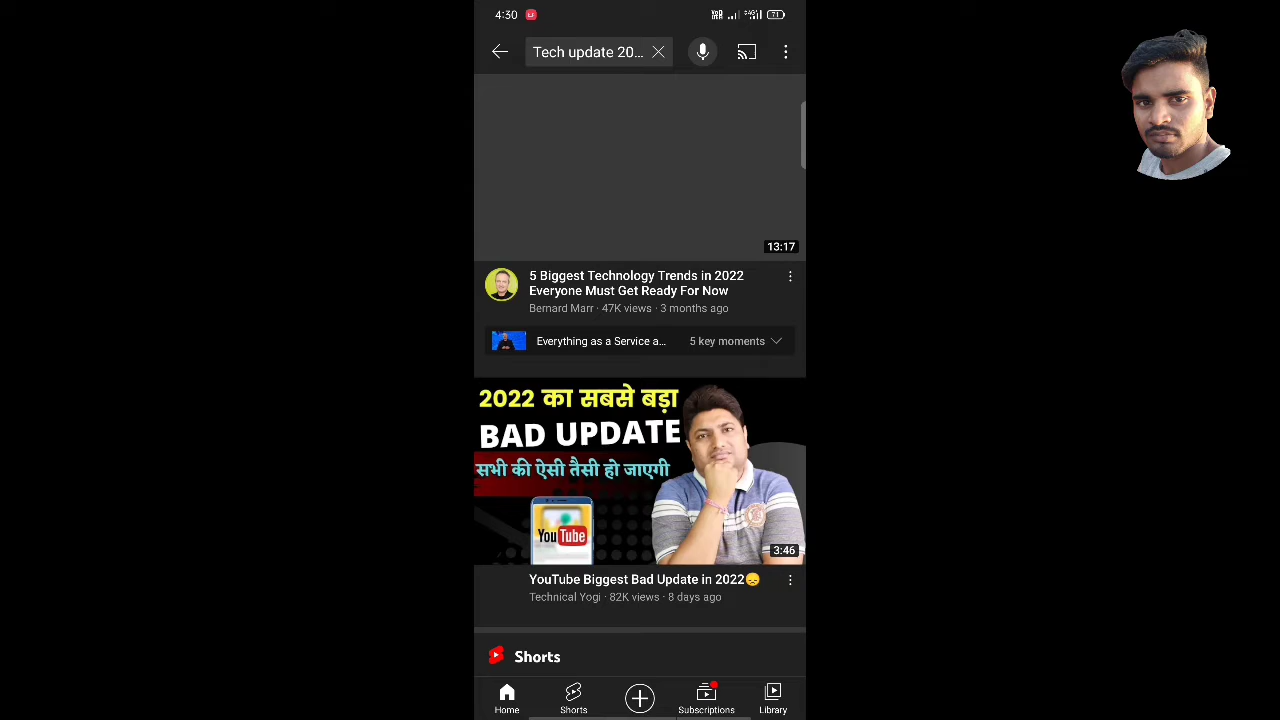 4:30
71
Tech update 20...
13:17
5 Biggest Technology Trends in 2022
Everyone Must Get Ready For Now
Bernard Marr · 47K views · 3 months ago
Everything as a Service a...
5 key moments
2022 का सबसे बड़ा
BAD UPDATE
सभी की ऐसी तैसी हो जाएगी
YouTube
3:46
YouTube Biggest Bad Update in 2022😞
Technical Yogi · 82K views · 8 days ago
Shorts
Home
Shorts
Subscriptions
Library